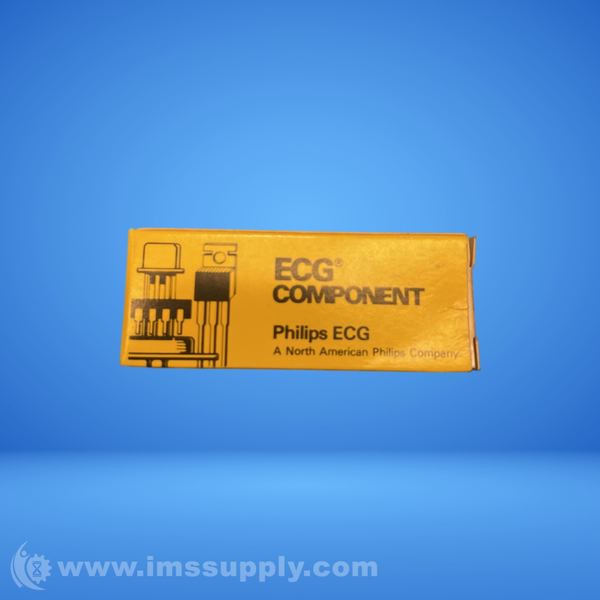 ECG®
COMPONENT
Philips ECG
A North American Philips Company
www.imssupply.com